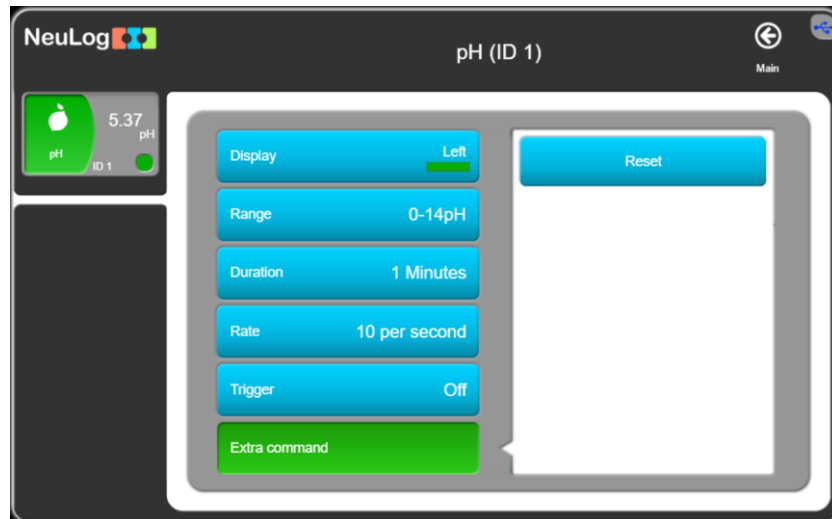 NeuLog
pH (ID 1)
Main
5.37
pH
pH
ID 1
Display Left
Range 0-14pH
Duration 1 Minutes
Rate 10 per second
Trigger Off
Extra command
Reset